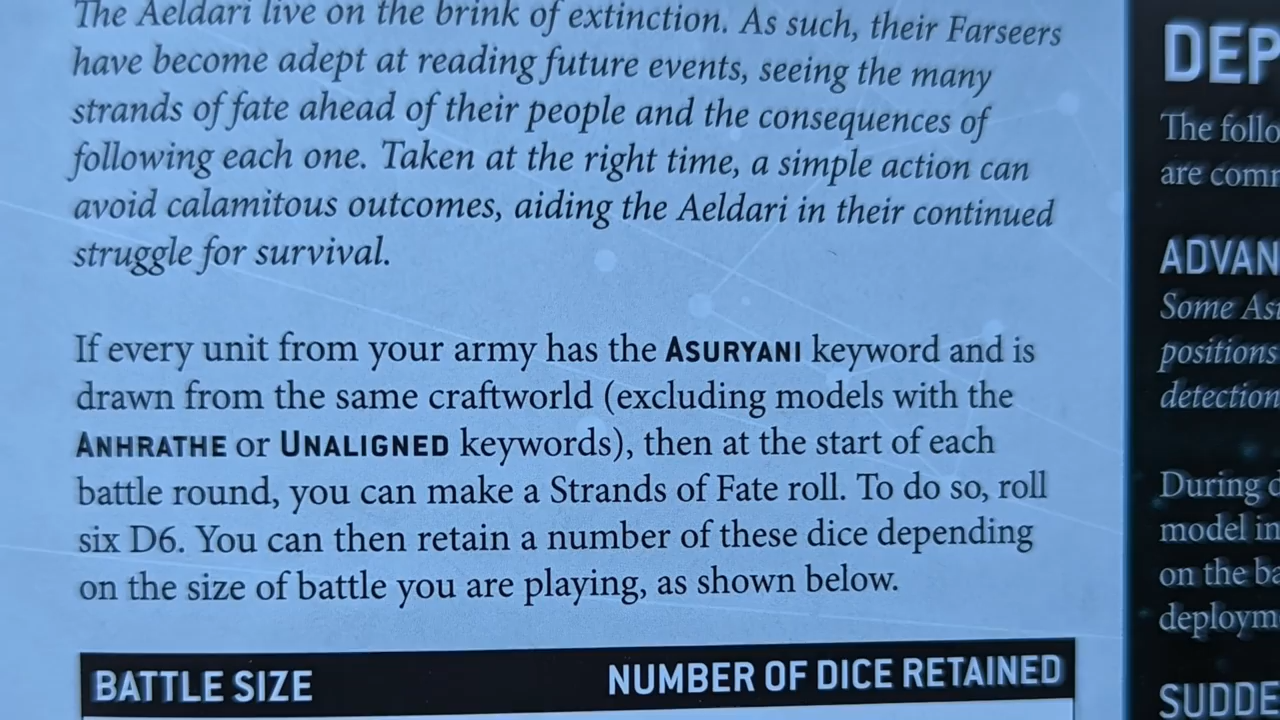 The Aeldari live on the brink of extinction. As such, their Farseers
have become adept at reading future events, seeing the many
strands of fate ahead of their people and the consequences of
following each one. Taken at the right time, a simple action can
avoid calamitous outcomes, aiding the Aeldari in their continued
struggle for survival.
If every unit from your army has the ASURYANI keyword and is
drawn from the same craftworld (excluding models with the
ANHRATHE or UNALIGNED keywords), then at the start of each
battle round, you can make a Strands of Fate roll. To do so, roll
six D6. You can then retain a number of these dice depending
on the size of battle you are playing, as shown below.
BATTLE SIZE NUMBER OF DICE RETAINED
DEP
The follo
are comm
ADVAN
Some Asu
positions
detection
During d
model in
on the ba
deploym
SUDDE